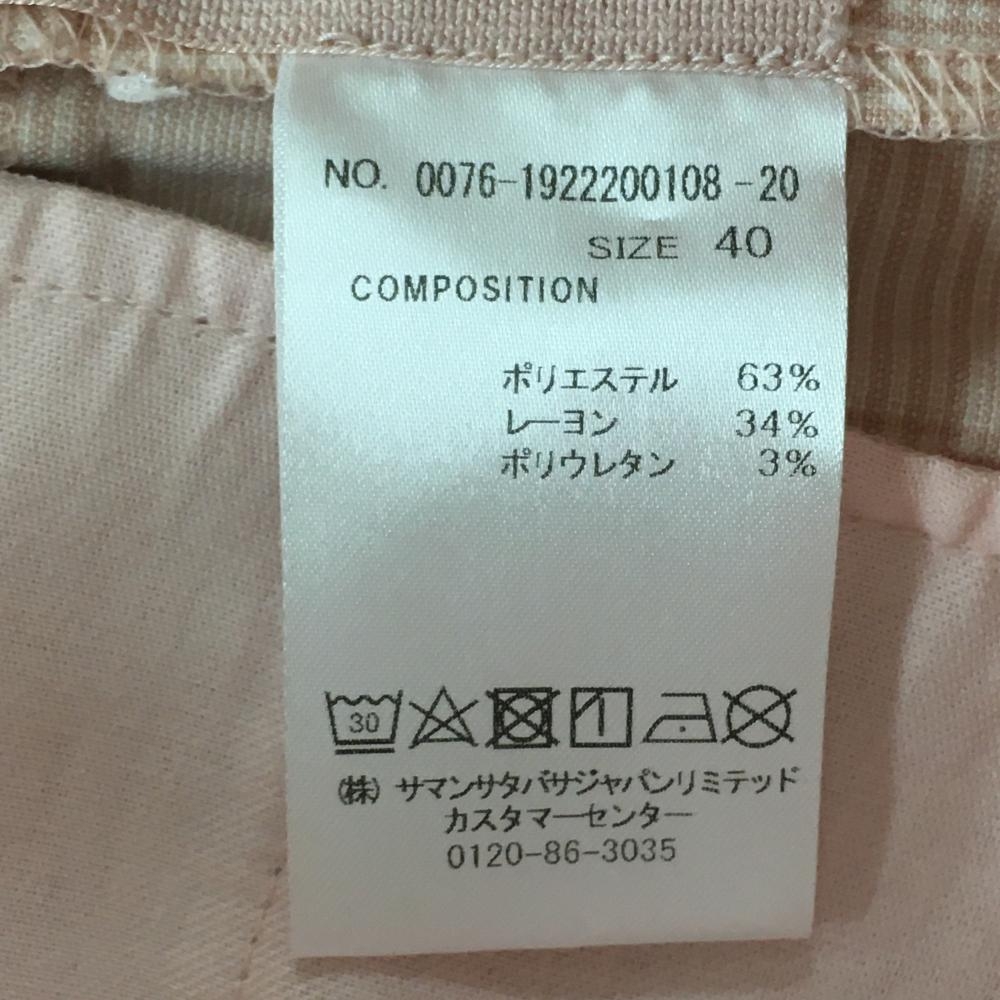 NO. 0076-1922200108-20
SIZE 40
COMPOSITION
ポリエステル 63%
レーヨン 34%
ポリウレタン 3%
30
(株) サマンサタバサジャパンリミテッド
カスタマーセンター
0120-86-3035